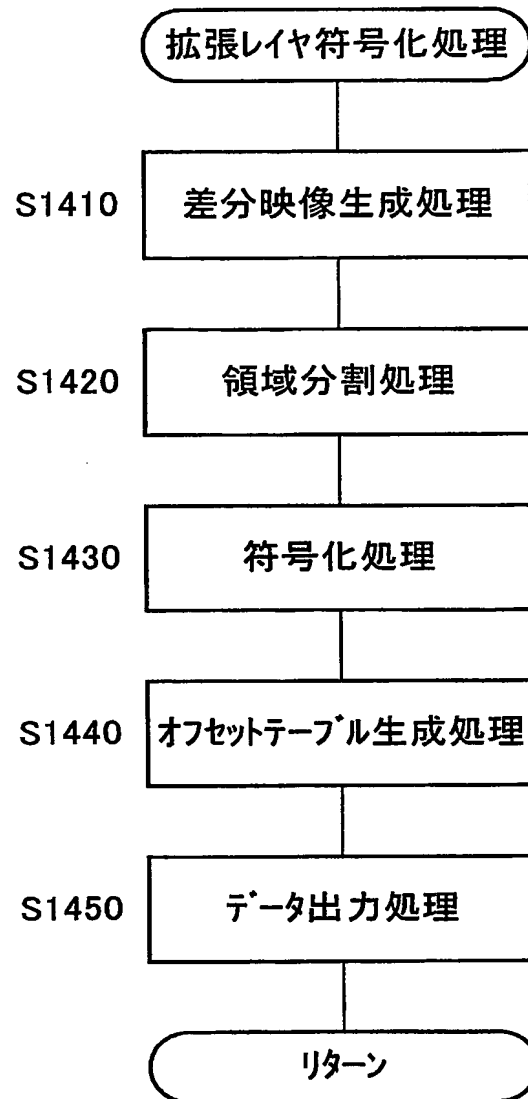 拡張レイヤ符号化処理
S1410 差分映像生成処理
S1420 領域分割処理
S1430 符号化処理
S1440 オフセットテーブル生成処理
S1450 データ出力処理
リターン